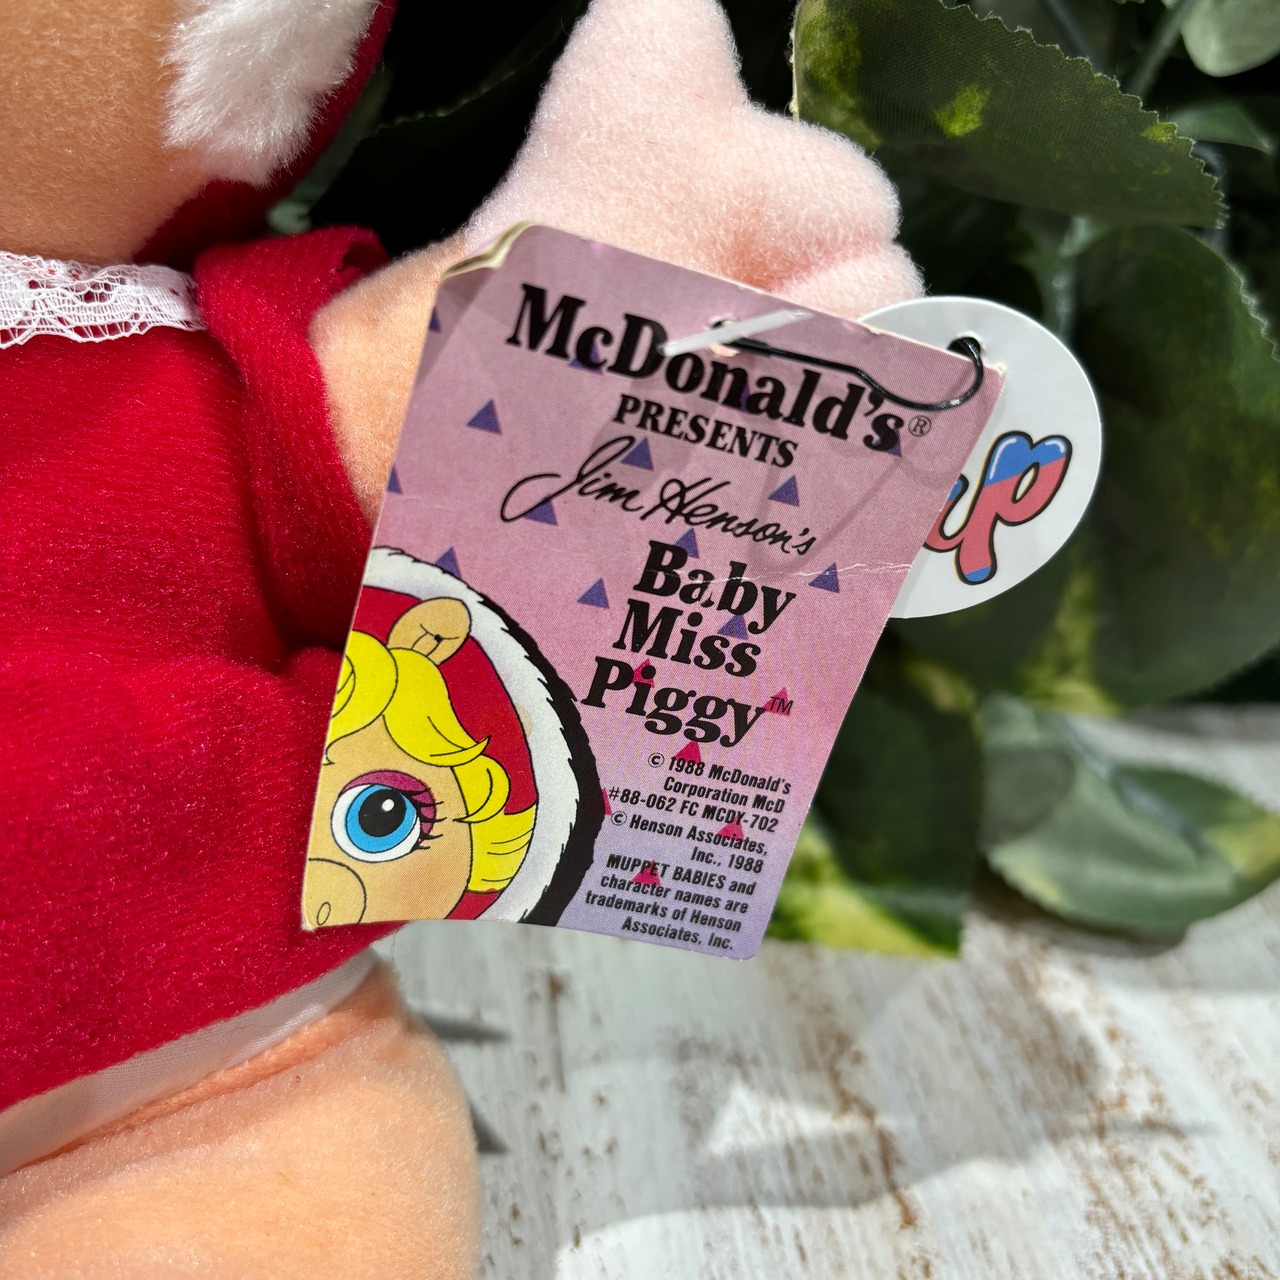 McDonald's®
PRESENTS
Jim Henson's
Baby
Miss
Piggy™
© 1988 McDonald's
Corporation McD
#88-062 FC MCDY-702
© Henson Associates,
Inc., 1988
MUPPET BABIES and
character names are
trademarks of Henson
Associates, Inc.